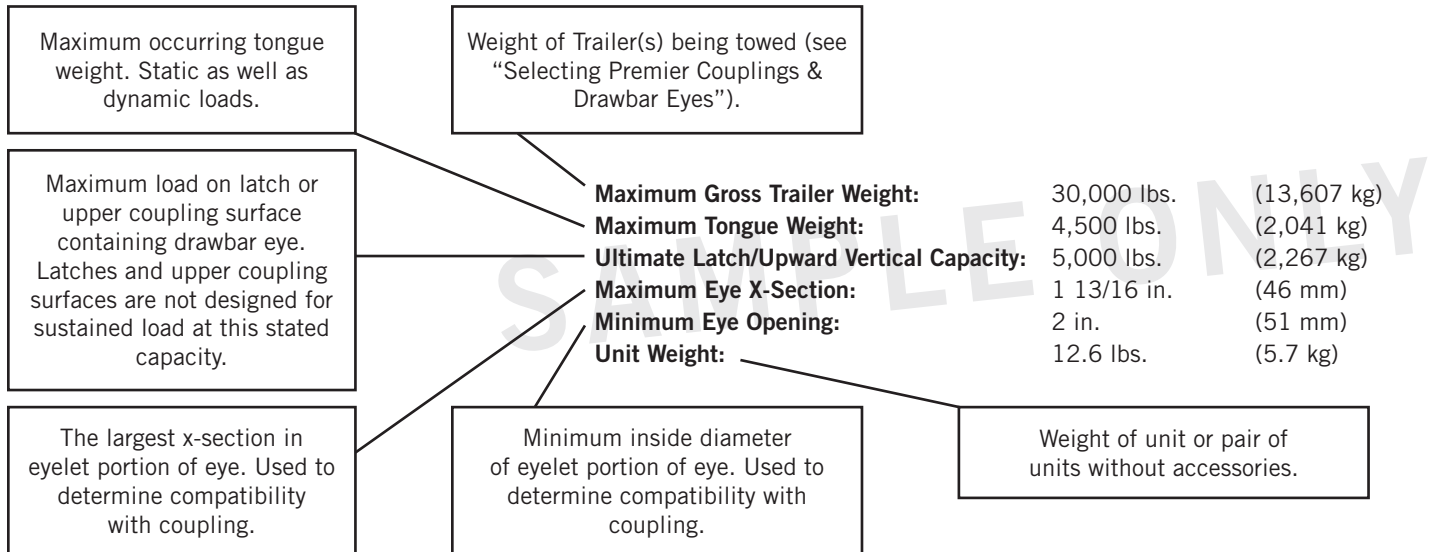 Maximum occurring tongue
weight. Static as well as
dynamic loads.
Weight of Trailer(s) being towed (see
“Selecting Premier Couplings &
Drawbar Eyes”).
Maximum load on latch or
upper coupling surface
containing drawbar eye.
Latches and upper coupling
surfaces are not designed for
sustained load at this stated
capacity.
SAMPLE ONLY
Maximum Gross Trailer Weight: 30,000 lbs. (13,607 kg)
Maximum Tongue Weight: 4,500 lbs. (2,041 kg)
Ultimate Latch/Upward Vertical Capacity: 5,000 lbs. (2,267 kg)
Maximum Eye X-Section: 1 13/16 in. (46 mm)
Minimum Eye Opening: 2 in. (51 mm)
Unit Weight: 12.6 lbs. (5.7 kg)
The largest x-section in
eyelet portion of eye. Used to
determine compatibility
with coupling.
Minimum inside diameter
of eyelet portion of eye. Used to
determine compatibility with
coupling.
Weight of unit or pair of
units without accessories.